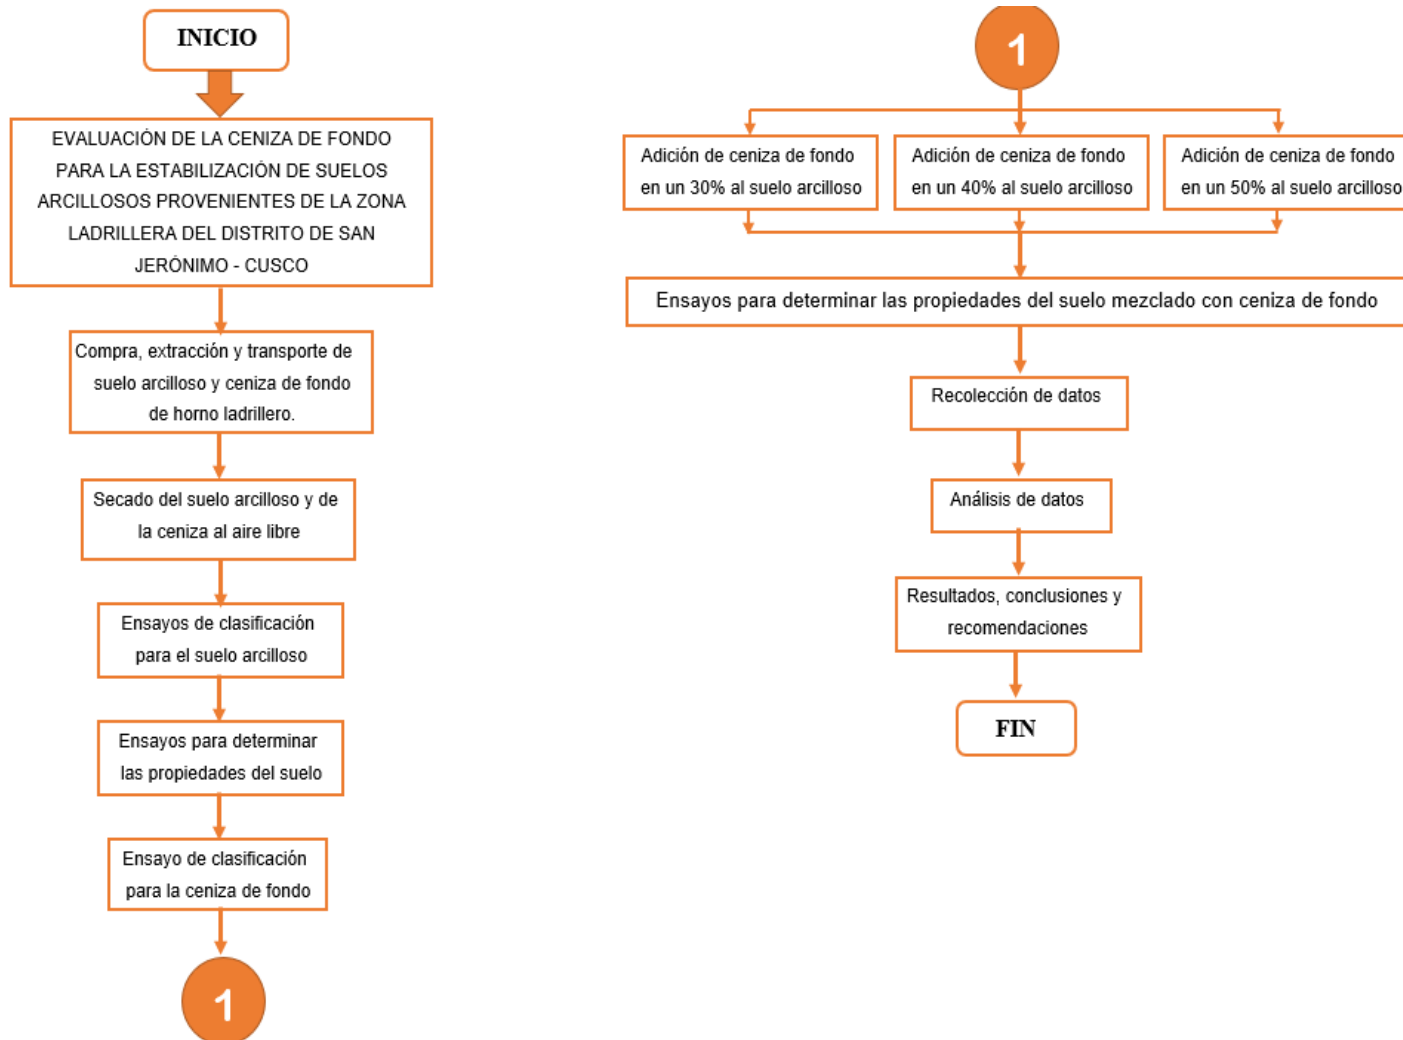 INICIO
EVALUACIÓN DE LA CENIZA DE FONDO
PARA LA ESTABILIZACIÓN DE SUELOS
ARCILLOSOS PROVENIENTES DE LA ZONA
LADRILLERA DEL DISTRITO DE SAN
JERÓNIMO - CUSCO
Compra, extracción y transporte de
suelo arcilloso y ceniza de fondo
de horno ladrillero.
Secado del suelo arcilloso y de
la ceniza al aire libre
Ensayos de clasificación
para el suelo arcilloso
Ensayos para determinar
las propiedades del suelo
Ensayo de clasificación
para la ceniza de fondo
1
1
Adición de ceniza de fondo
en un 30% al suelo arcilloso
Adición de ceniza de fondo
en un 40% al suelo arcilloso
Adición de ceniza de fondo
en un 50% al suelo arcilloso
Ensayos para determinar las propiedades del suelo mezclado con ceniza de fondo
Recolección de datos
Análisis de datos
Resultados, conclusiones y
recomendaciones
FIN